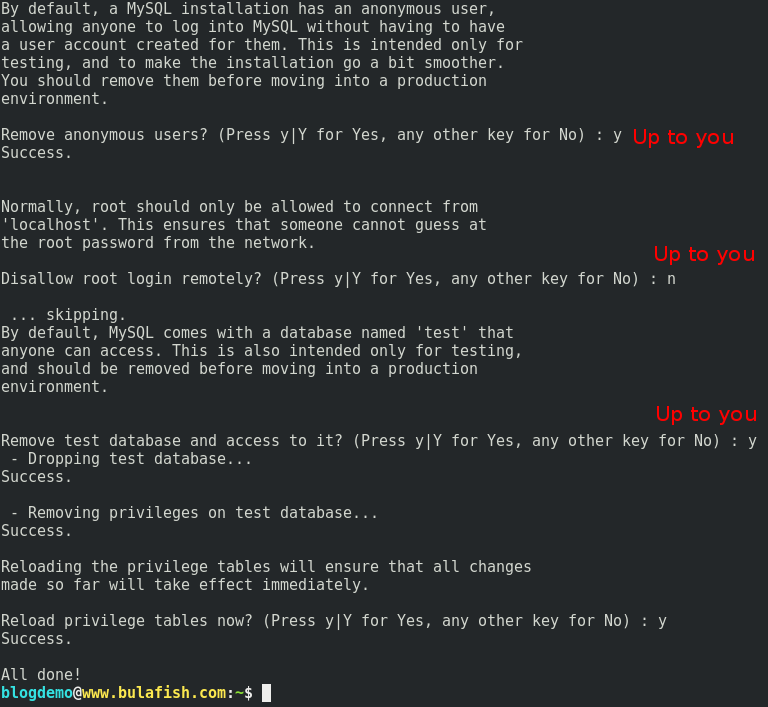 By default, a MySQL installation has an anonymous user,
allowing anyone to log into MySQL without having to have
a user account created for them. This is intended only for
testing, and to make the installation go a bit smoother.
You should remove them before moving into a production
environment.
Remove anonymous users? (Press y|Y for Yes, any other key for No) : y Up to you
Success.
Normally, root should only be allowed to connect from
'localhost'. This ensures that someone cannot guess at
the root password from the network.
Up to you
Disallow root login remotely? (Press y|Y for Yes, any other key for No) : n
... skipping.
By default, MySQL comes with a database named 'test' that
anyone can access. This is also intended only for testing,
and should be removed before moving into a production
environment.
Up to you
Remove test database and access to it? (Press y|Y for Yes, any other key for No) : y
- Dropping test database...
Success.
- Removing privileges on test database...
Success.
Reloading the privilege tables will ensure that all changes
made so far will take effect immediately.
Reload privilege tables now? (Press y|Y for Yes, any other key for No) : y
Success.
All done!
blogdemo@www.bulafish.com:~$